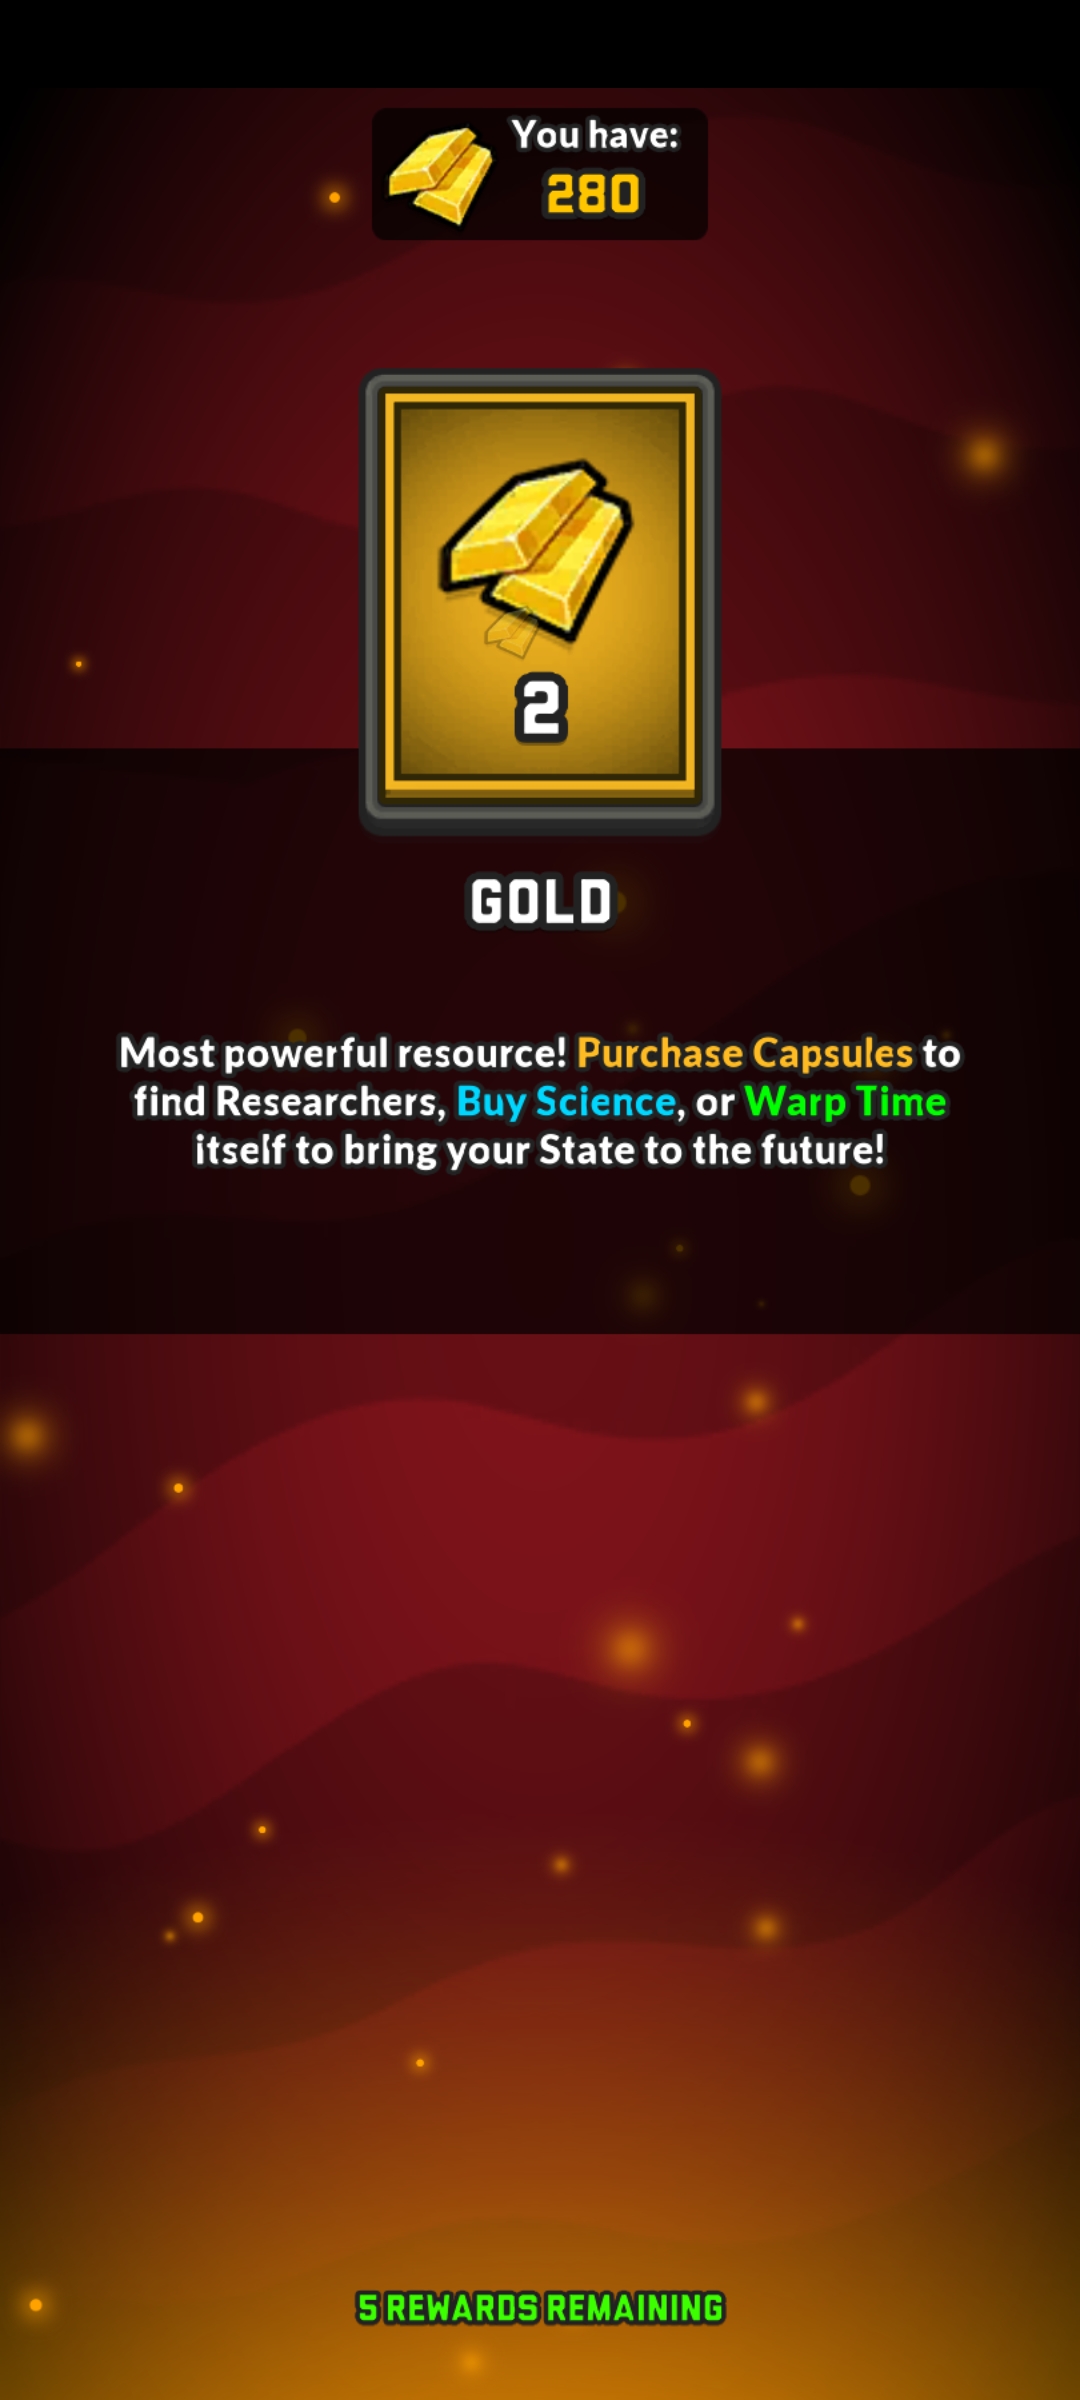 You have:
280
2
GOLD
Most powerful resource! Purchase Capsules to
find Researchers, Buy Science, or Warp Time
itself to bring your State to the future!
5 REWARDS REMAINING